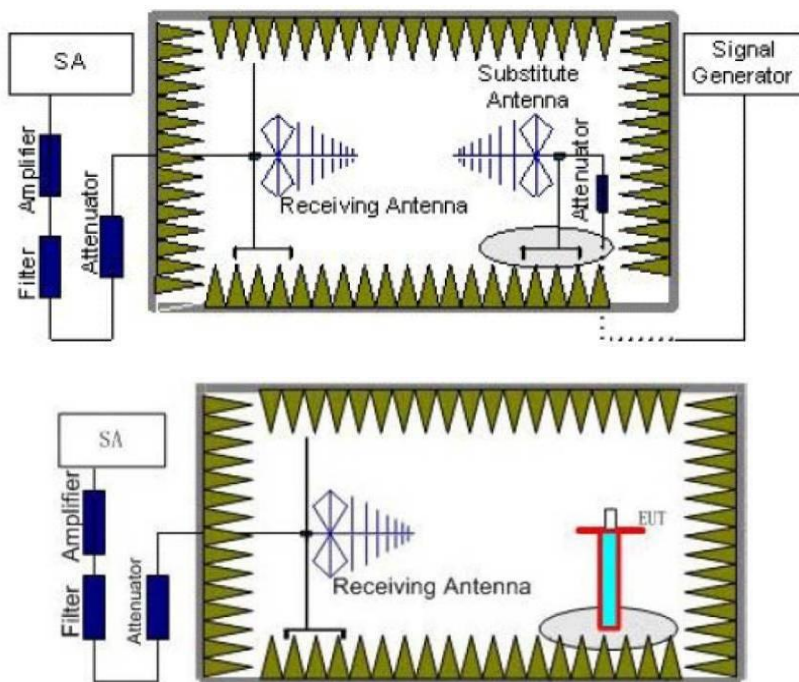 SA
Amplifier
Filter
Attenuator
Receiving Antenna
Substitute
Antenna
Attenuator
Signal
Generator
SA
Amplifier
Filter
Attenuator
Receiving Antenna
EUT